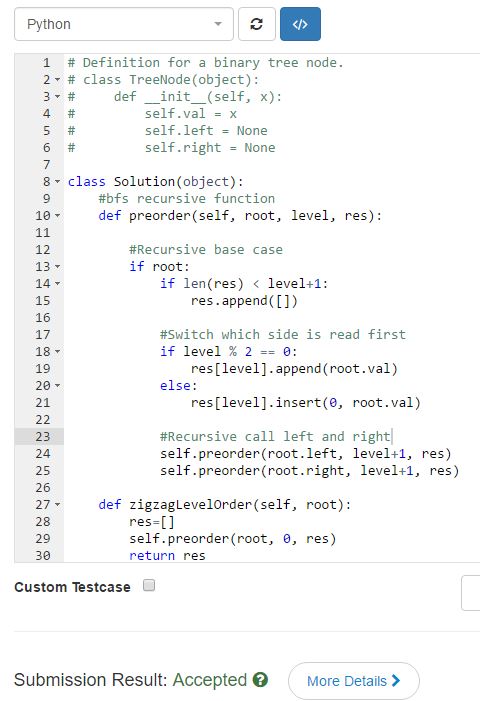 Python
</>
1 # Definition for a binary tree node.
2 # class TreeNode(object):
3 #     def __init__(self, x):
4 #         self.val = x
5 #         self.left = None
6 #         self.right = None
7
8 class Solution(object):
9     #bfs recursive function
10     def preorder(self, root, level, res):
11
12         #Recursive base case
13         if root:
14             if len(res) < level+1:
15                 res.append([])
16
17             #Switch which side is read first
18             if level % 2 == 0:
19                 res[level].append(root.val)
20             else:
21                 res[level].insert(0, root.val)
22
23             #Recursive call left and right
24             self.preorder(root.left, level+1, res)
25             self.preorder(root.right, level+1, res)
26
27     def zigzagLevelOrder(self, root):
28         res=[]
29         self.preorder(root, 0, res)
30         return res
Custom Testcase
Submission Result: Accepted ?
More Details